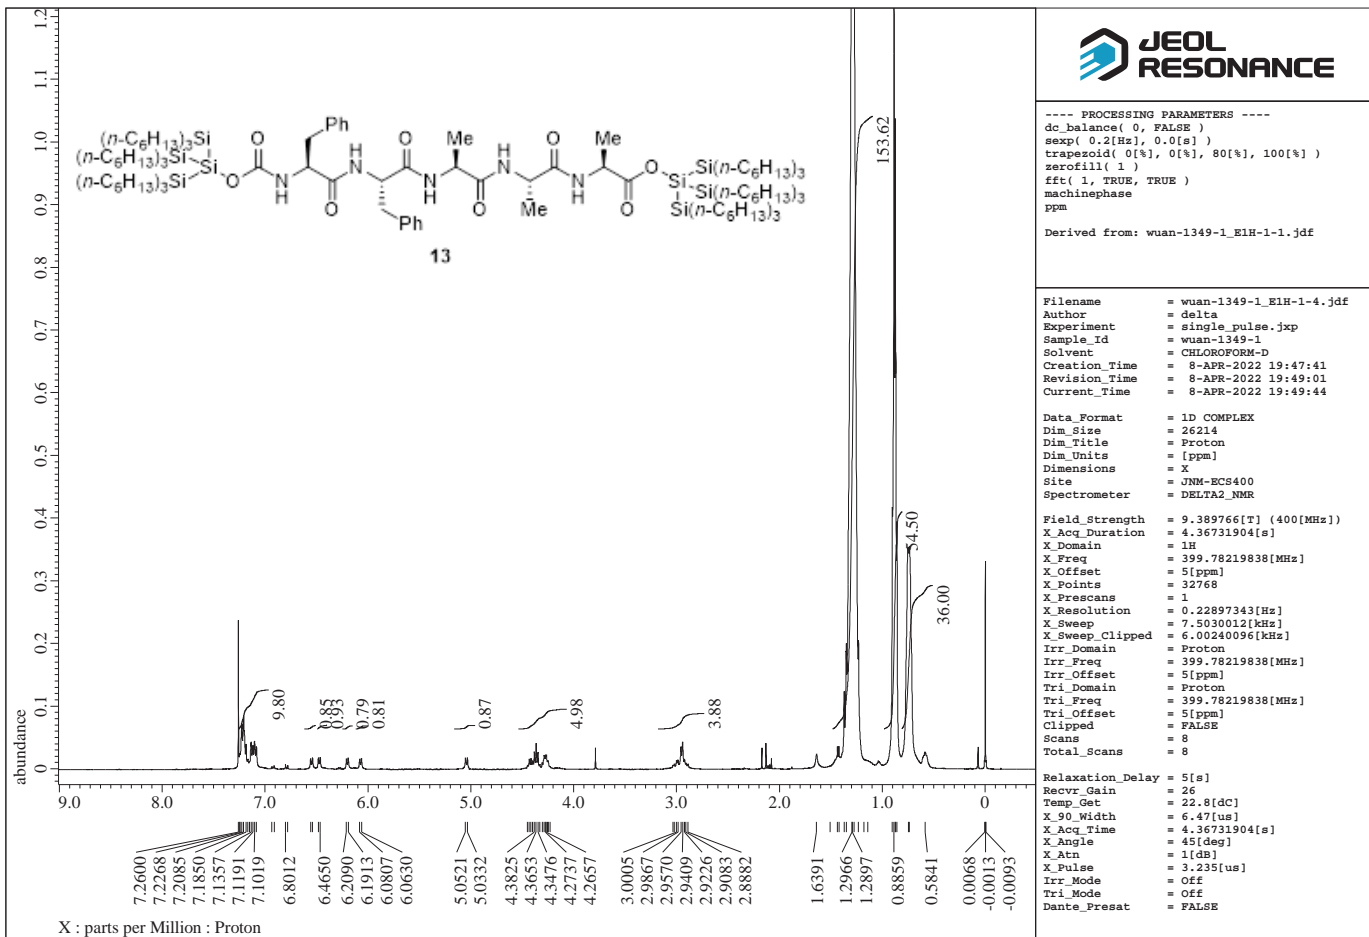 JEOL
RESONANCE
---- PROCESSING PARAMETERS ----
dc_balance( 0, FALSE )
sexp( 0.2[Hz], 0.0[s] )
trapezoid( 0[%], 0[%], 80[%], 100[%] )
zerofill( 1 )
fft( 1, TRUE, TRUE )
machinephase
ppm
Derived from: wuan-1349-1_E1H-1-1.jdf
Filename = wuan-1349-1_E1H-1-4.jdf
Author = delta
Experiment = single_pulse.jxp
Sample_Id = wuan-1349-1
Solvent = CHLOROFORM-D
Creation_Time = 8-APR-2022 19:47:41
Revision_Time = 8-APR-2022 19:49:01
Current_Time = 8-APR-2022 19:49:44
Data_Format = 1D COMPLEX
Dim_Size = 26214
Dim_Title = Proton
Dim_Units = [ppm]
Dimensions = X
Site = JNM-ECS400
Spectrometer = DELTA2_NMR
Field_Strength = 9.389766[T] (400[MHz])
X_Acq_Duration = 4.36731904[s]
X_Domain = 1H
X_Freq = 399.78219838[MHz]
X_Offset = 5[ppm]
X_Points = 32768
X_Prescans = 1
X_Resolution = 0.22897343[Hz]
X_Sweep = 7.5030012[kHz]
X_Sweep_Clipped = 6.00240096[kHz]
Irr_Domain = Proton
Irr_Freq = 399.78219838[MHz]
Irr_Offset = 5[ppm]
Tri_Domain = Proton
Tri_Freq = 399.78219838[MHz]
Tri_Offset = 5[ppm]
Clipped = FALSE
Scans = 8
Total_Scans = 8
Relaxation_Delay = 5[s]
Recvr_Gain = 26
Temp_Get = 22.8[dC]
X_90_Width = 6.47[us]
X_Acq_Time = 4.36731904[s]
X_Angle = 45[deg]
X_Atn = 1[dB]
X_Pulse = 3.235[us]
Irr_Mode = Off
Tri_Mode = Off
Dante_Presat = FALSE
abundance
0 0.1 0.2 0.3 0.4 0.5 0.6 0.7 0.8 0.9 1.0 1.1 1.2
(n-C6H13)3Si
(n-C6H13)3Si
(n-C6H13)3Si
Si
O
O
N
H
Ph
O
H
N
O
Ph
N
H
Me
O
H
N
Me
O
N
H
Me
O
O
Si
Si(n-C6H13)3
Si(n-C6H13)3
Si(n-C6H13)3
13
9.80
0.85
0.93
0.79
0.81
0.87
4.98
3.88
153.62
54.50
36.00
9.0 8.0 7.0 6.0 5.0 4.0 3.0 2.0 1.0 0
7.2600
7.2268
7.2085
7.1850
7.1357
7.1191
7.1019
6.8012
6.4650
6.2090
6.1913
6.0807
6.0630
5.0521
5.0332
4.3825
4.3653
4.3476
4.2737
4.2657
3.0005
2.9867
2.9570
2.9409
2.9226
2.9083
2.8882
1.6391
1.2966
1.2897
0.8859
0.5841
0.0068
-0.0013
-0.0093
X : parts per Million : Proton